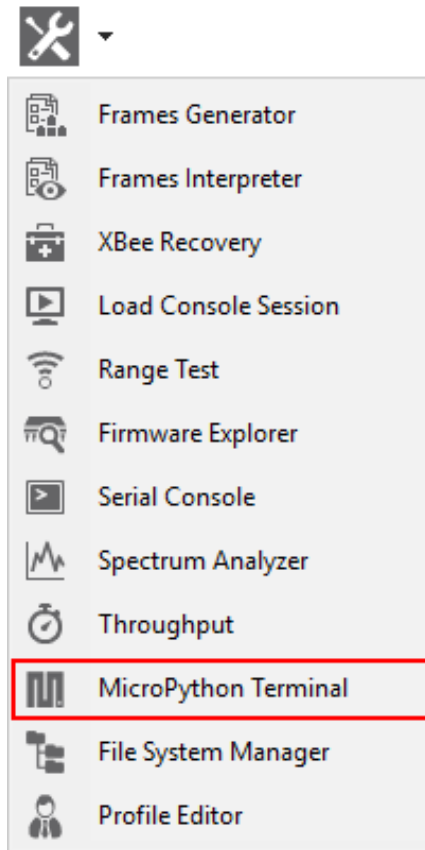 Frames Generator
Frames Interpreter
XBee Recovery
Load Console Session
Range Test
Firmware Explorer
Serial Console
Spectrum Analyzer
Throughput
MicroPython Terminal
File System Manager
Profile Editor